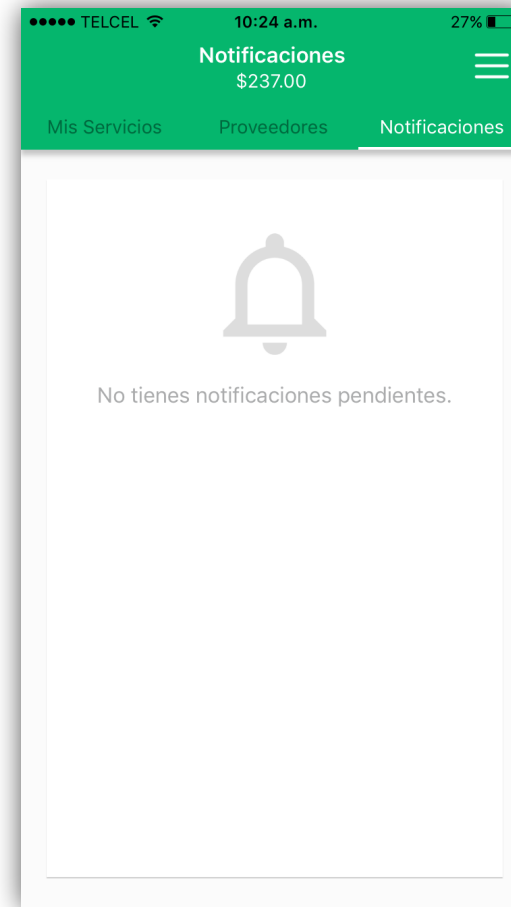 TELCEL 10:24 a.m. 27%
Notificaciones
$237.00
Mis Servicios Proveedores Notificaciones
No tienes notificaciones pendientes.